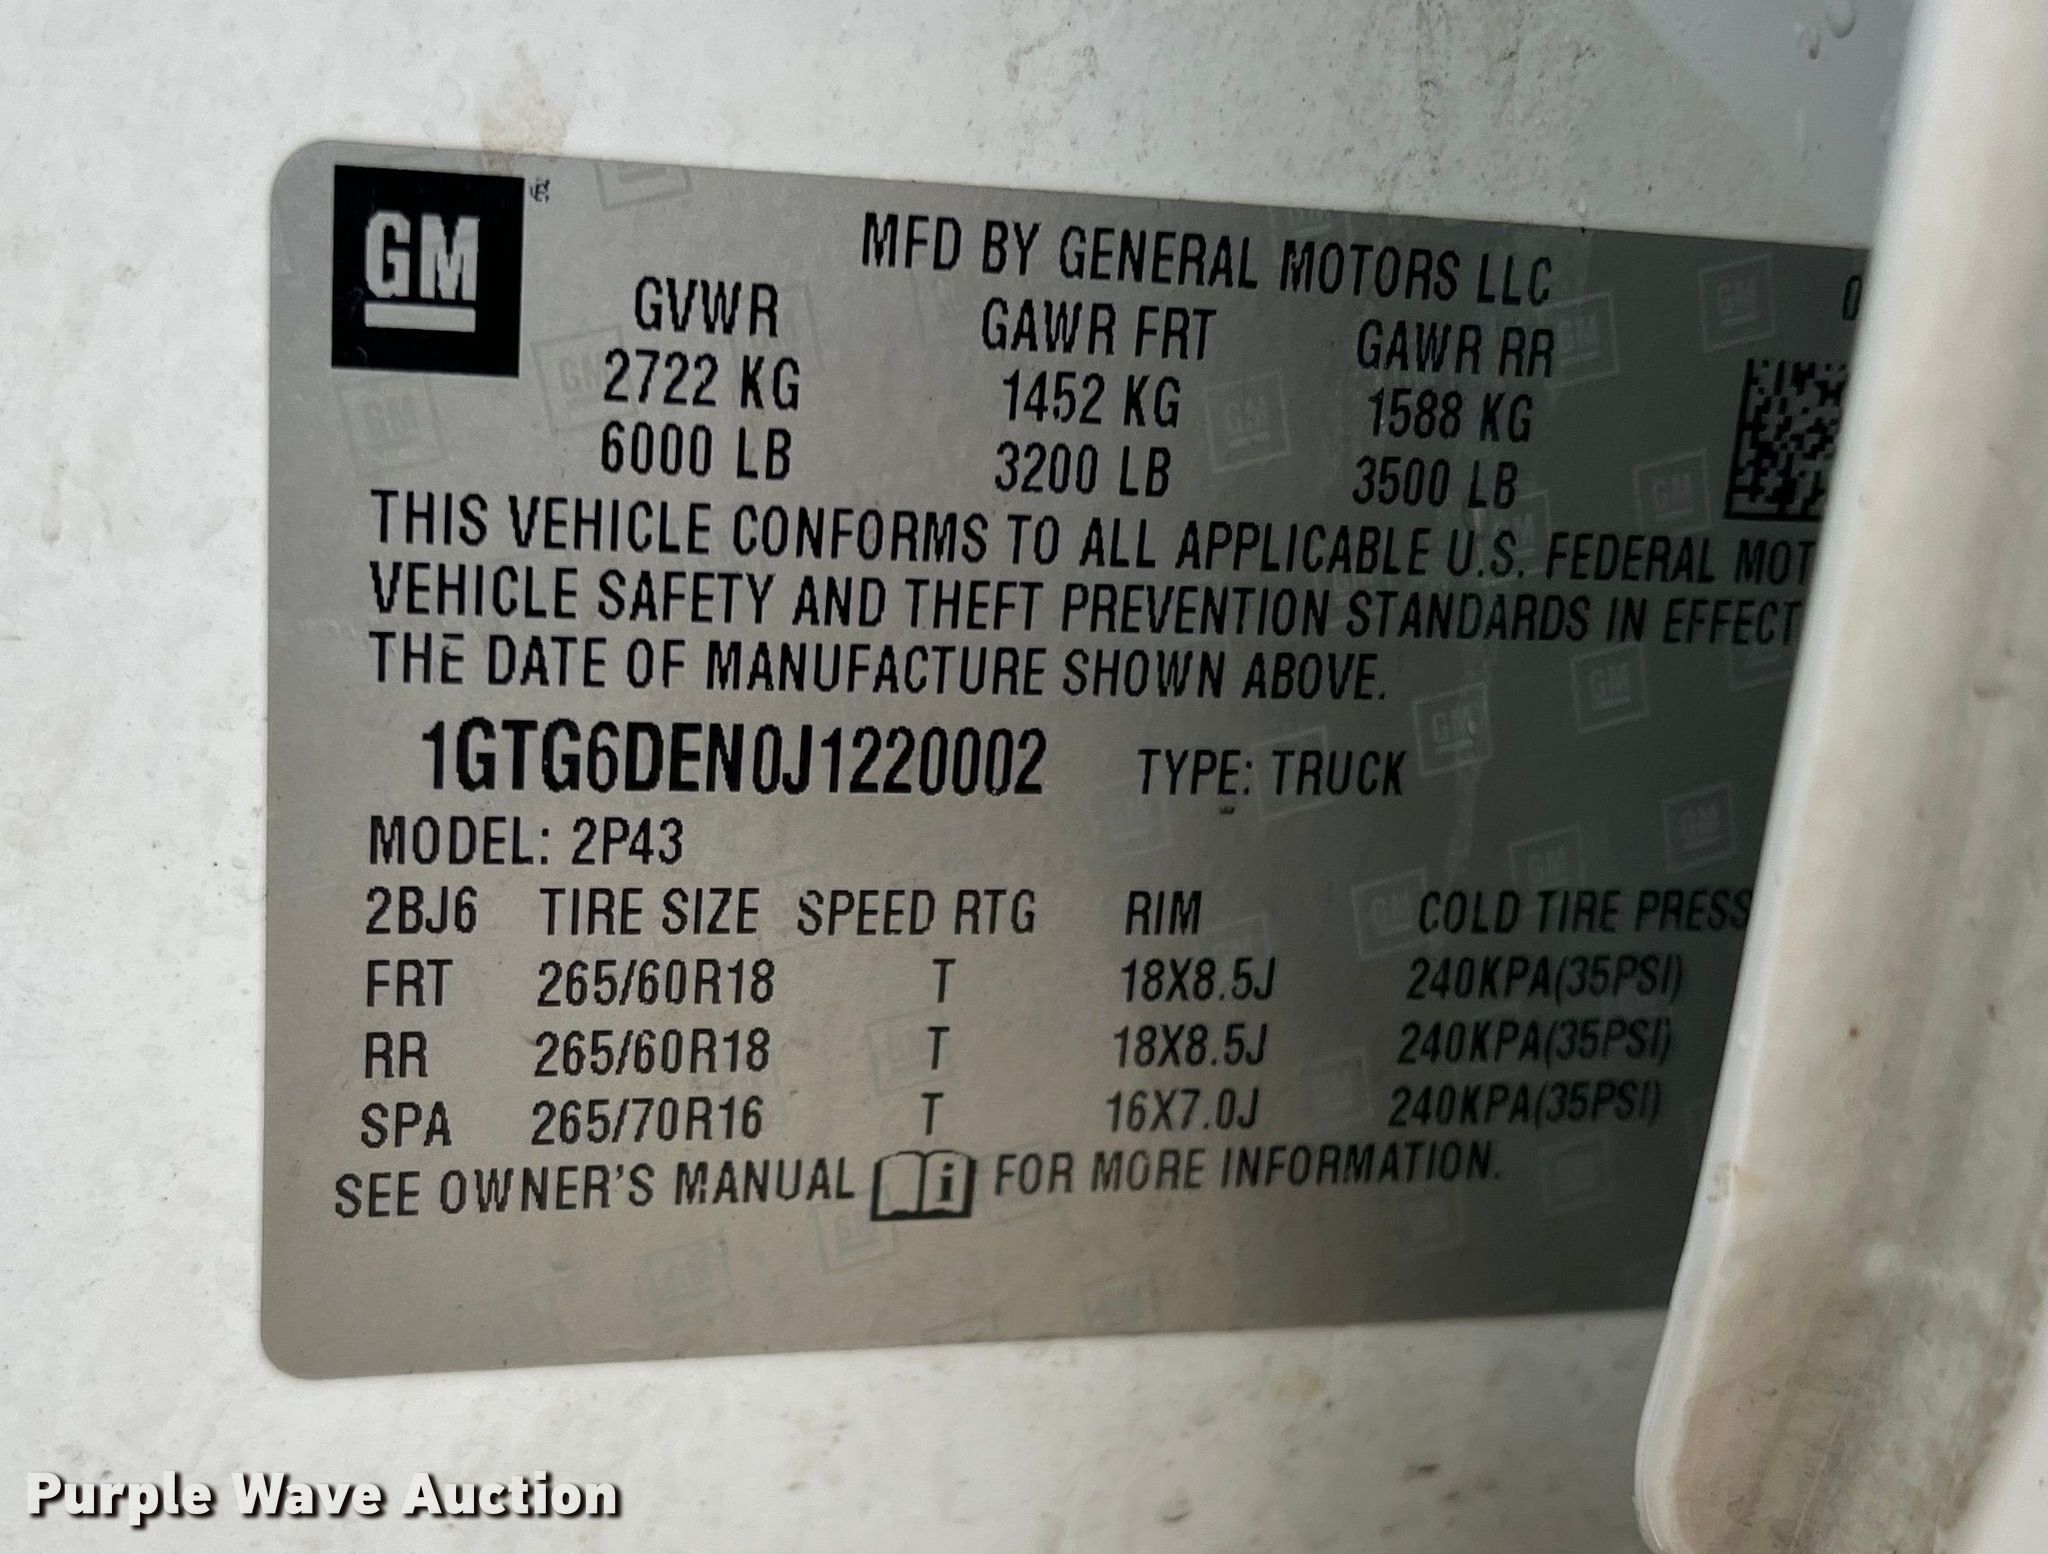 GM
MFD BY GENERAL MOTORS LLC
GVWR GAWR FRT GAWR RR
2722 KG 1452 KG 1588 KG
6000 LB 3200 LB 3500 LB
THIS VEHICLE CONFORMS TO ALL APPLICABLE U.S. FEDERAL MOT
VEHICLE SAFETY AND THEFT PREVENTION STANDARDS IN EFFECT
THE DATE OF MANUFACTURE SHOWN ABOVE.
1GTG6DEN0J1220002 TYPE: TRUCK
MODEL: 2P43
2BJ6 TIRE SIZE SPEED RTG RIM COLD TIRE PRESS
FRT 265/60R18 T 18X8.5J 240KPA(35PSI)
RR 265/60R18 T 18X8.5J 240KPA(35PSI)
SPA 265/70R16 T 16X7.0J 240KPA(35PSI)
SEE OWNER'S MANUAL i FOR MORE INFORMATION.
Purple Wave Auction